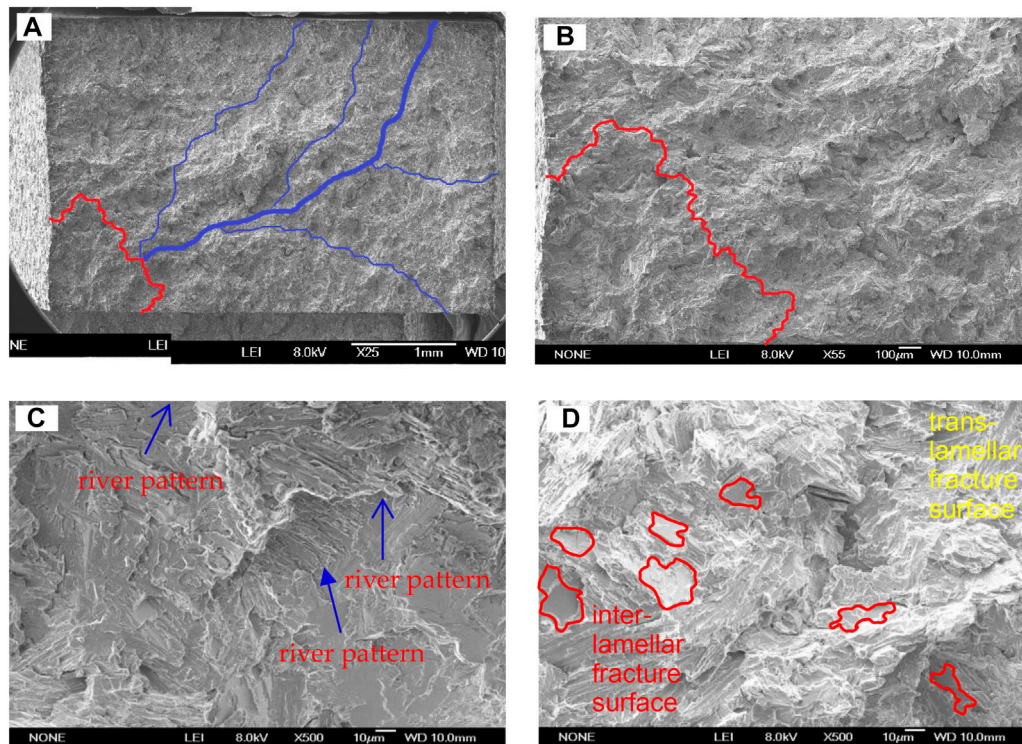 A
NE
LEI
LEI 8.0kV X25 1mm WD 10
B
NONE LEI 8.0kV X55 100µm WD 10.0mm
C
river pattern
river pattern
river pattern
NONE LEI 8.0kV X500 10µm WD 10.0mm
D
trans-
lamellar
fracture
surface
inter-
lamellar
fracture
surface
NONE LEI 8.0kV X500 10µm WD 10.0mm